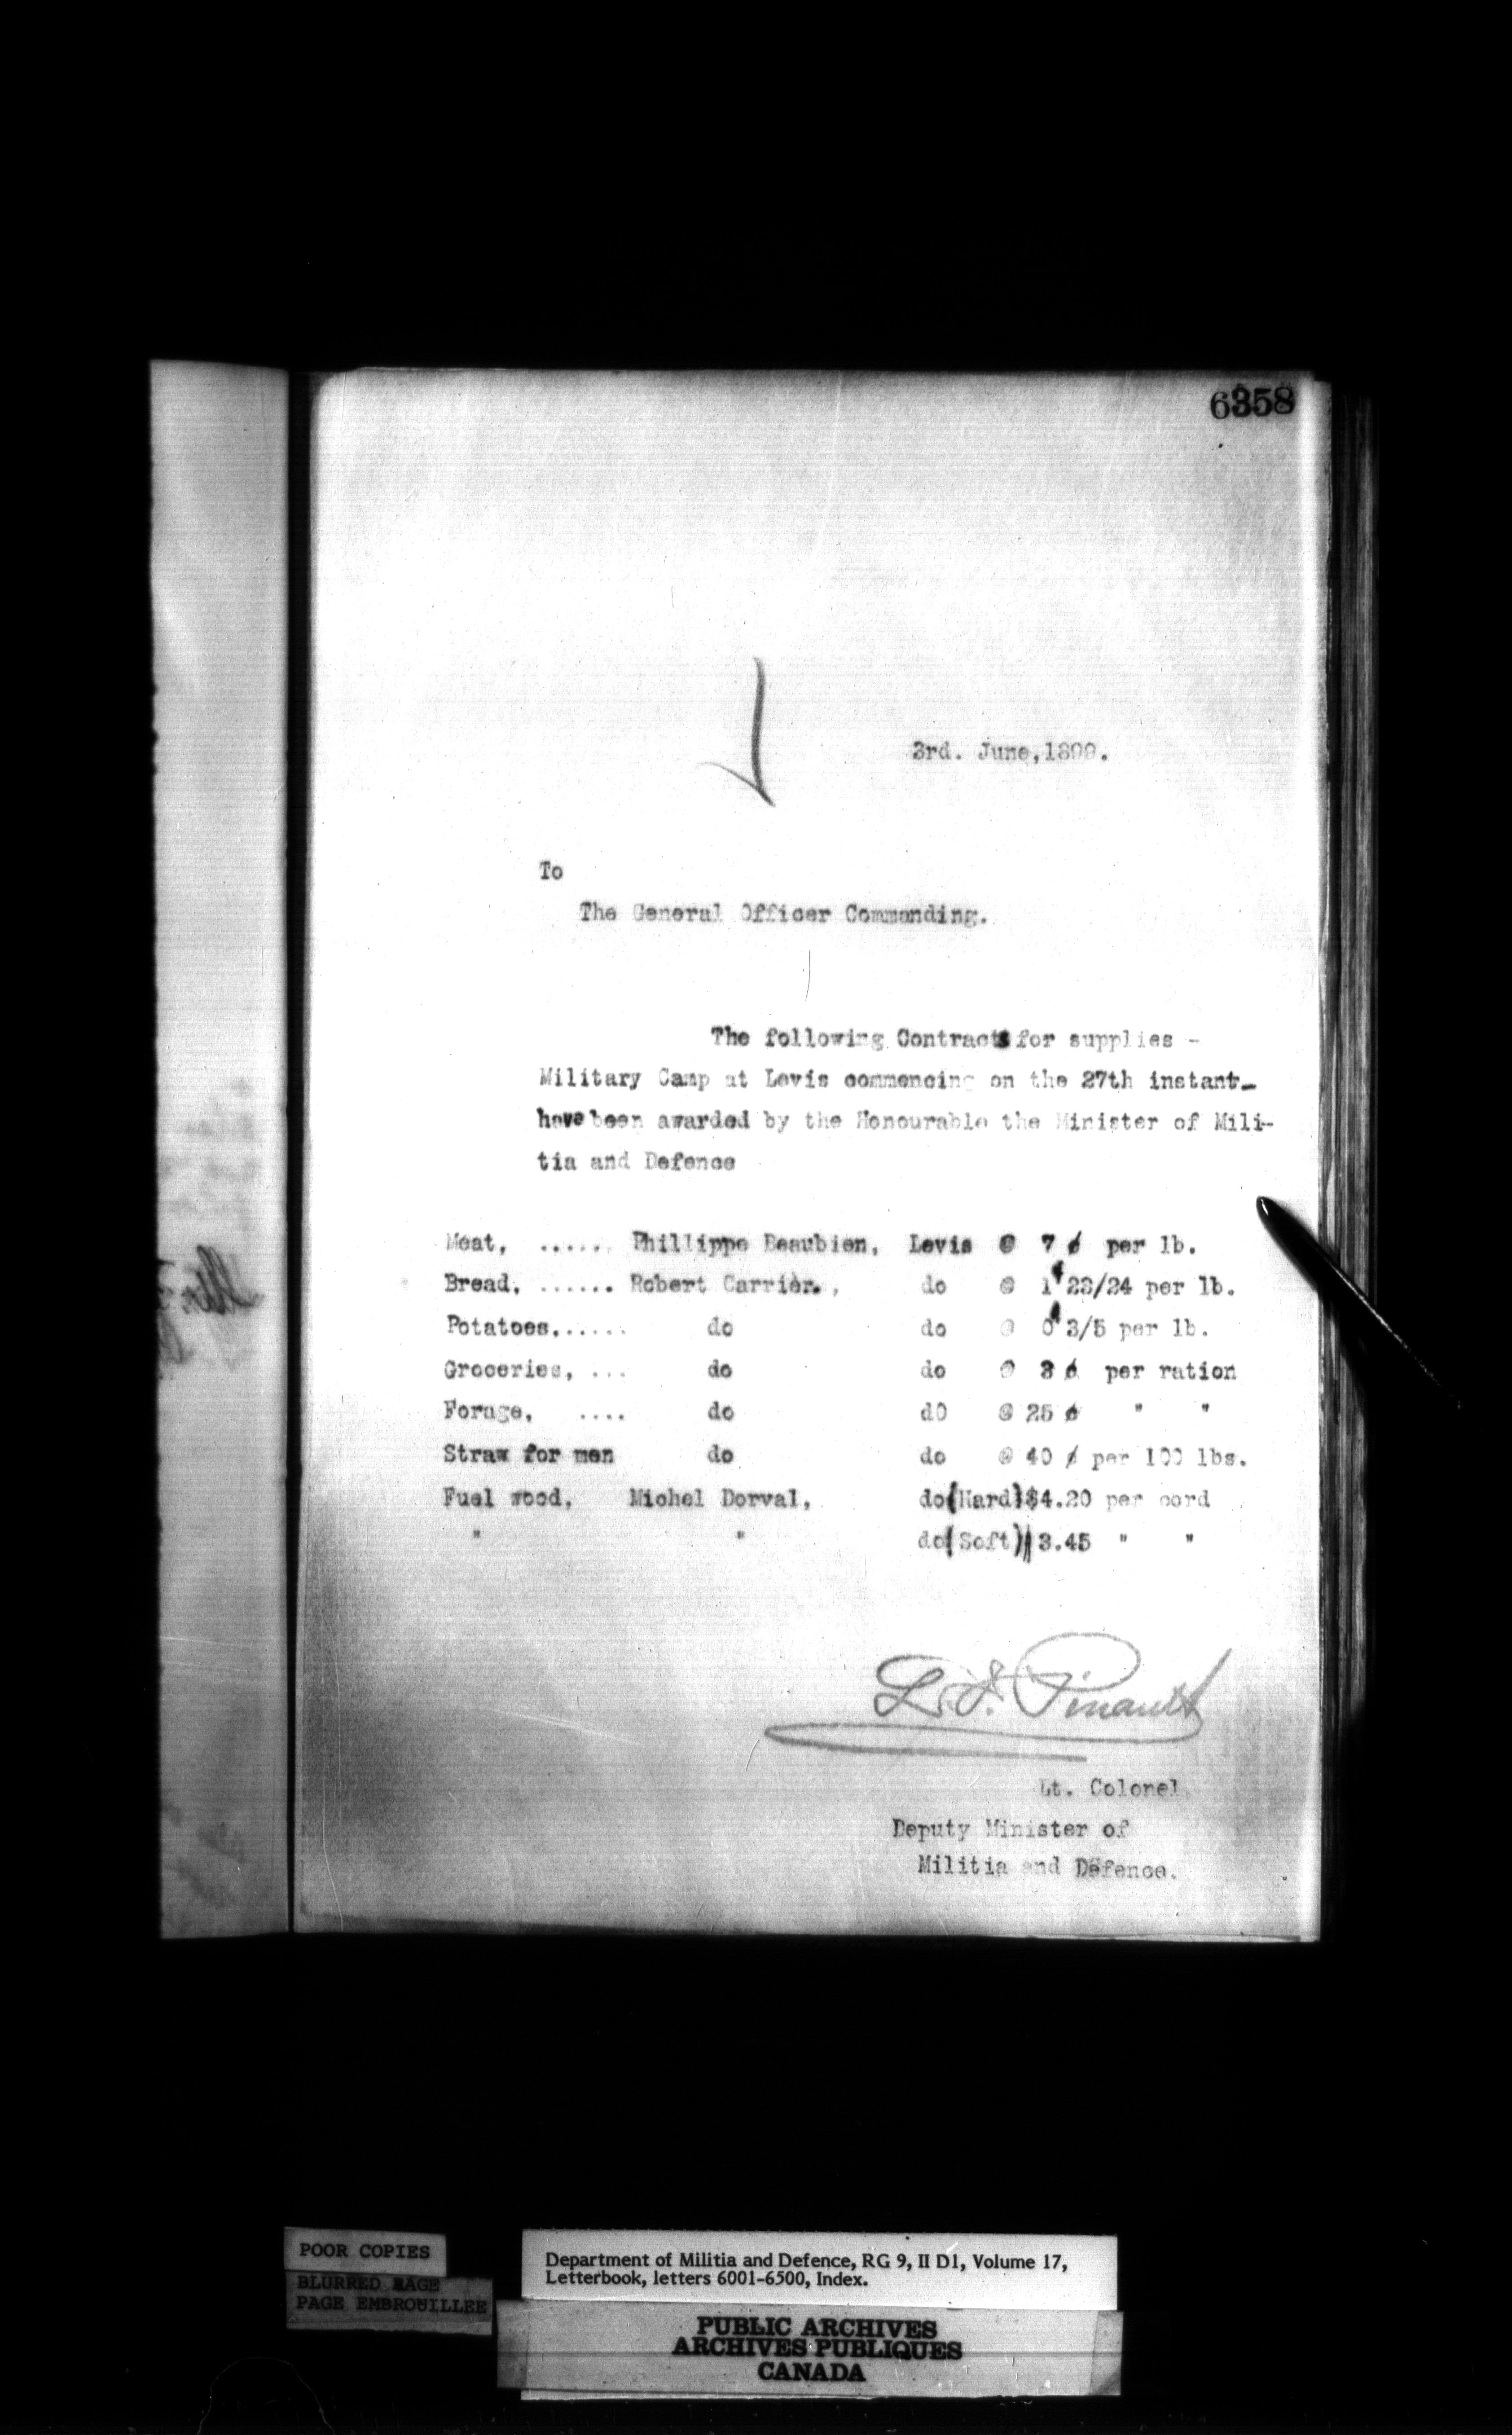 6358
3rd. June, 1899.
To
The General Officer Commanding.
The following Contracts for supplies -
Military Camp at Levis commencing on the 27th instant-
have been awarded by the Honourable the Minister of Mili-
tia and Defence
Meat, ...... Phillippe Beaubien, Levis @ 7 ¢ per lb.
Bread, ...... Robert Carrier., do @ 1¢ 23/24 per lb.
Potatoes,...... do do @ 0¢ 3/5 per lb.
Groceries, ... do do @ 3 ¢ per ration
Forage, .... do dO @ 25 ¢ " "
Straw for men do do @ 40 ¢ per 100 lbs.
Fuel wood, Michel Dorval, do (Hard) $4.20 per cord
" " do (Soft) 3.45 " "
L. F. Pinault
Lt. Colonel,
Deputy Minister of
Militia and Defence.
POOR COPIES
BLURRED PAGE
PAGE EMBROUILLEE
Department of Militia and Defence, RG 9, II D1, Volume 17,
Letterbook, letters 6001-6500, Index.
PUBLIC ARCHIVES
ARCHIVES PUBLIQUES
CANADA